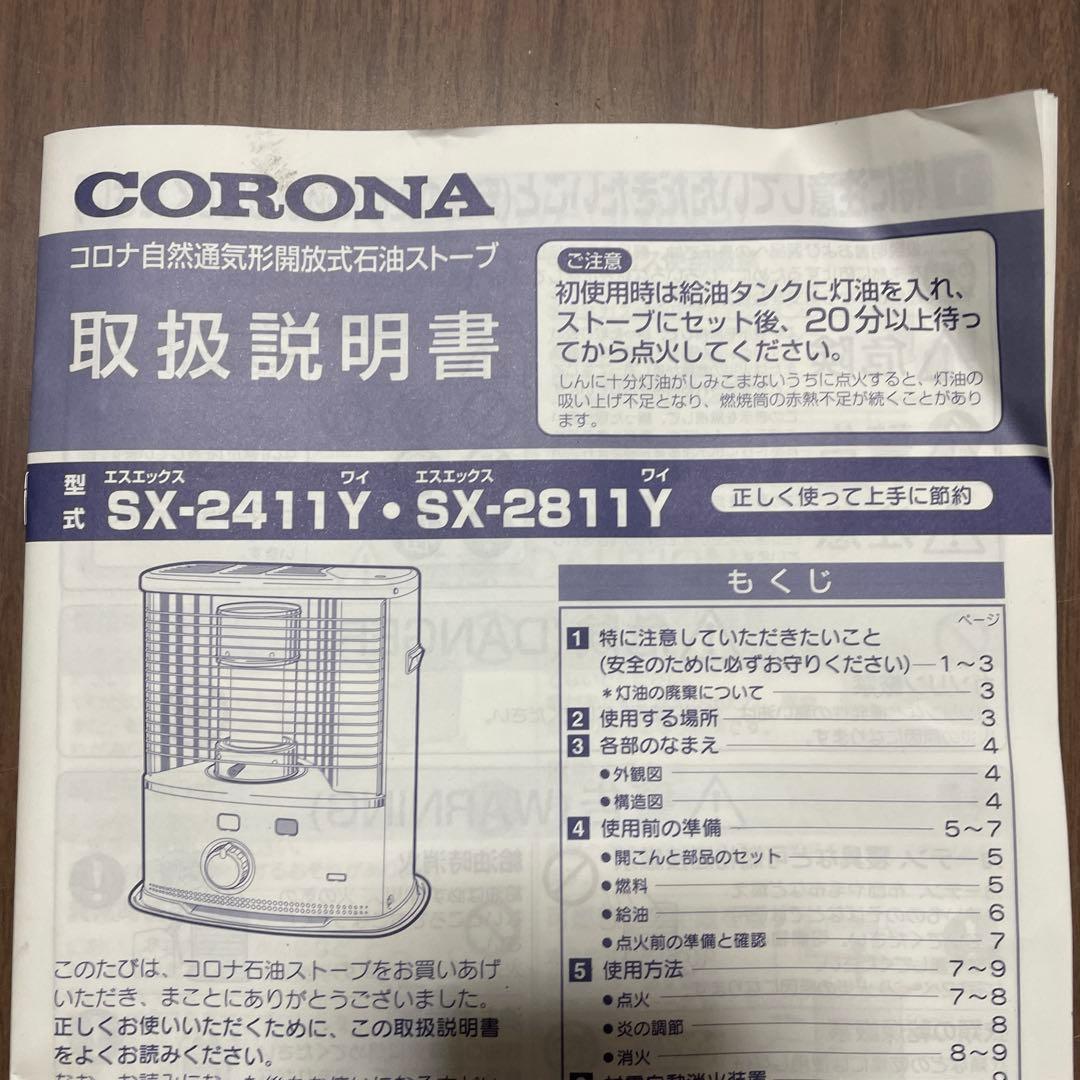 CORONA
コロナ自然通気形開放式石油ストーブ
取扱説明書
ご注意
初使用時は給油タンクに灯油を入れ、
ストーブにセット後、20分以上待っ
てから点火してください。
しんに十分灯油がしみこまないうちに点火すると、灯油の
吸い上げ不足となり、燃焼筒の赤熱不足が続くことがあり
ます。
型式 エスエックス ワイ エスエックス ワイ
SX-2411Y・SX-2811Y
正しく使って上手に節約
もくじ
ページ
1 特に注意していただきたいこと
(安全のために必ずお守りください)―1～3
＊灯油の廃棄について 3
2 使用する場所 3
3 各部のなまえ 4
●外観図 4
●構造図 4
4 使用前の準備 5～7
●開こんと部品のセット 5
●燃料 5
●給油 6
●点火前の準備と確認 7
5 使用方法 7～9
●点火 7～8
●炎の調節 8
●消火 8～9
このたびは、コロナ石油ストーブをお買いあげ
いただき、まことにありがとうございました。
正しくお使いいただくために、この取扱説明書
をよくお読みください。